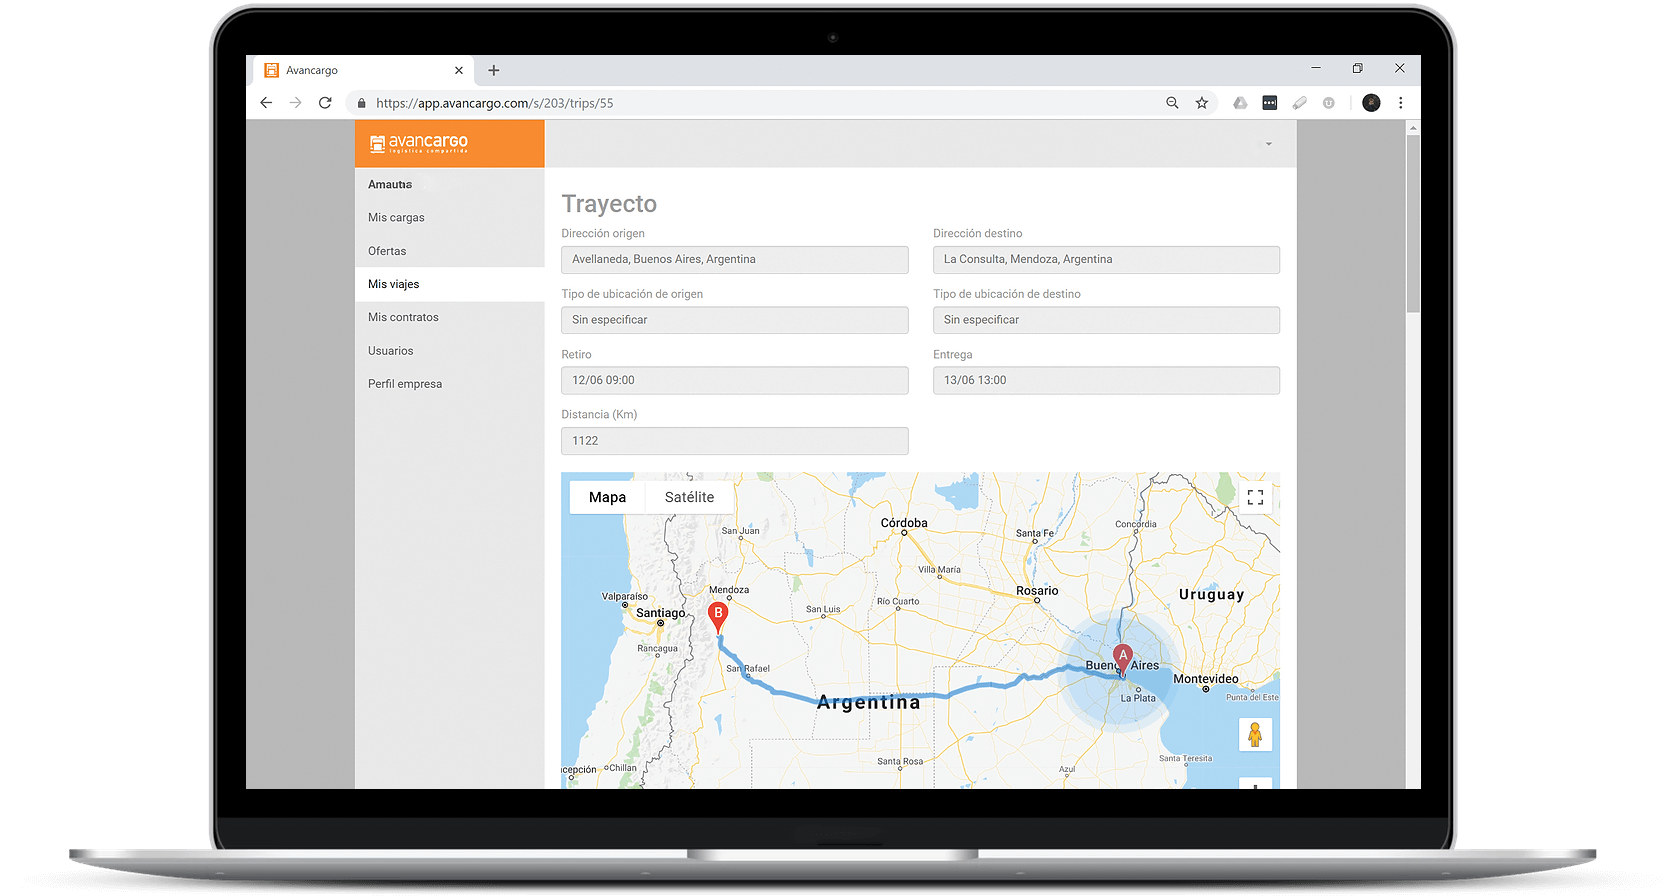 Avancargo
https://app.avancargo.com/s/203/trips/55
avancargo
logística compartida
Amautas
Mis cargas
Ofertas
Mis viajes
Mis contratos
Usuarios
Perfil empresa
Trayecto
Dirección origen
Dirección destino
Avellaneda, Buenos Aires, Argentina
La Consulta, Mendoza, Argentina
Tipo de ubicación de origen
Tipo de ubicación de destino
Sin especificar
Sin especificar
Retiro
Entrega
12/06 09:00
13/06 13:00
Distancia (Km)
1122
Mapa
Satélite
Córdoba
Concordia
San Juan
Santa Fe
Villa María
Mendoza
Rosario
Uruguay
Valparaíso
Río Cuarto
San Luis
Santiago
B
Rancagua
A
Buenos Aires
San Rafael
Montevideo
Argentina
La Plata
Punta del Este
Santa Rosa
Santa Teresita
cepción
Chillan
Azul